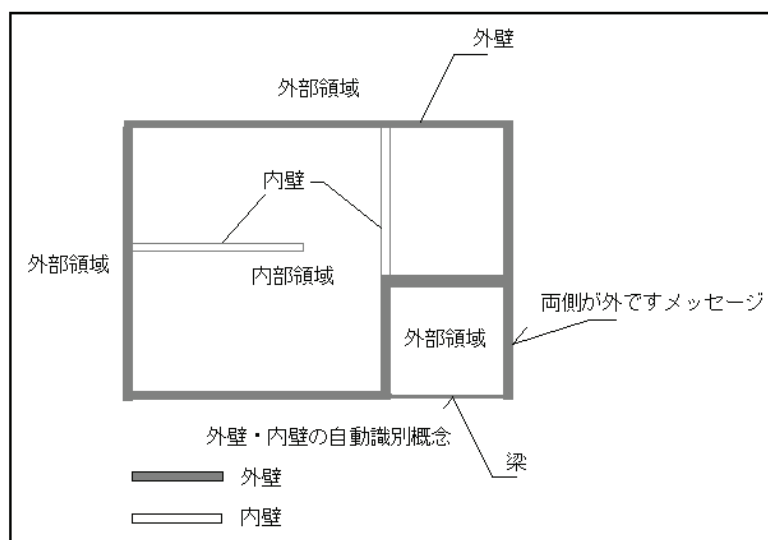 外壁
外部領域
内壁
外部領域
内部領域
両側が外ですメッセージ
外部領域
外壁・内壁の自動識別概念
梁
外壁
内壁